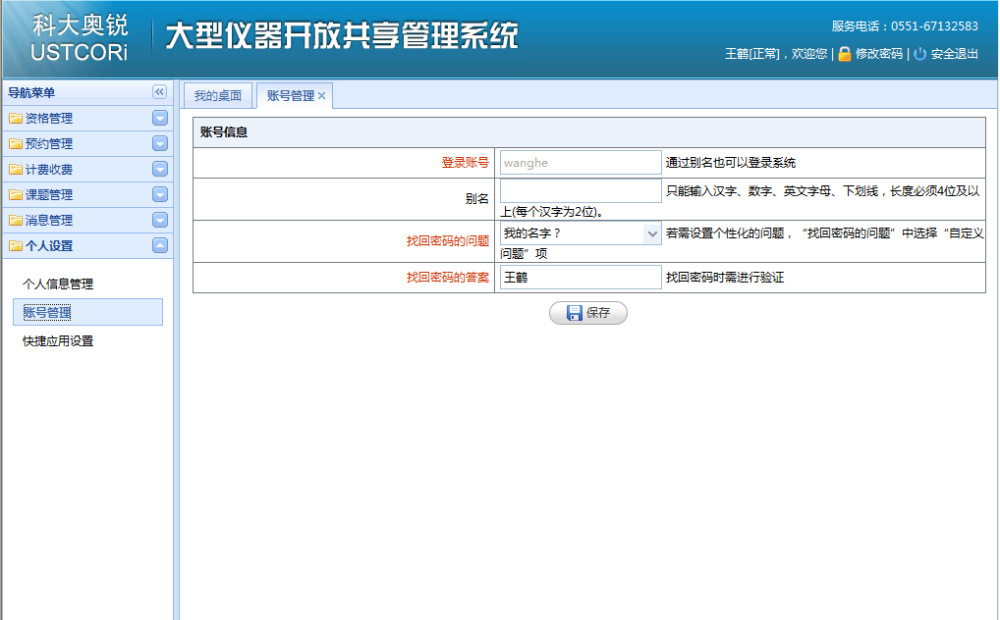 科大奥锐
USTCORi
大型仪器开放共享管理系统
服务电话：0551-67132583
王鹤[正常]，欢迎您 | 修改密码 | 安全退出
导航菜单
资格管理
预约管理
计费收费
课题管理
消息管理
个人设置
个人信息管理
账号管理
快捷应用设置
我的桌面
账号管理
账号信息
登录账号 wanghe 通过别名也可以登录系统
别名 只能输入汉字、数字、英文字母、下划线，长度必须4位及以
上(每个汉字为2位)。
找回密码的问题 我的名字？ 若需设置个性化的问题，“找回密码的问题”中选择“自定义
问题”项
找回密码的答案 王鹤 找回密码时需进行验证
保存